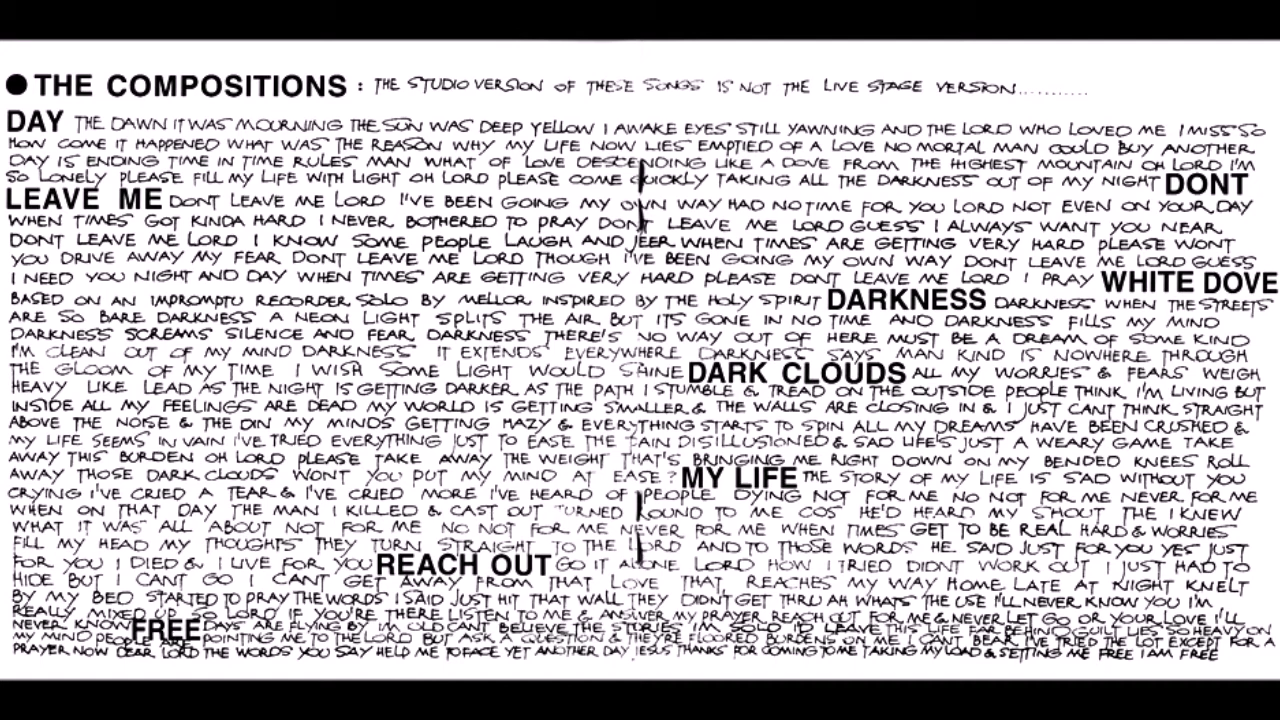 ● THE COMPOSITIONS : THE STUDIO VERSION OF THESE SONGS IS NOT THE LIVE STAGE VERSION...........
DAY THE DAWN IT WAS MOURNING THE SUN WAS DEEP YELLOW I AWAKE EYES STILL YAWNING AND THE LORD WHO LOVED ME I MISS SO
HOW COME IT HAPPENED WHAT WAS THE REASON WHY MY LIFE NOW LIES EMPTIED OF A LOVE NO MORTAL MAN COULD BUY ANOTHER
DAY IS ENDING TIME IN TIME RULES MAN WHAT OF LOVE DESCENDING LIKE A DOVE FROM THE HIGHEST MOUNTAIN OH LORD I'M
SO LONELY PLEASE FILL MY LIFE WITH LIGHT OH LORD PLEASE COME QUICKLY TAKING ALL THE DARKNESS OUT OF MY NIGHT DONT
LEAVE ME DONT LEAVE ME LORD I'VE BEEN GOING MY OWN WAY HAD NO TIME FOR YOU LORD NOT EVEN ON YOUR DAY
WHEN TIMES GOT KINDA HARD I NEVER BOTHERED TO PRAY DONT LEAVE ME LORD GUESS I ALWAYS WANT YOU NEAR
DONT LEAVE ME LORD I KNOW SOME PEOPLE LAUGH AND JEER WHEN TIMES ARE GETTING VERY HARD PLEASE WONT
YOU DRIVE AWAY MY FEAR DONT LEAVE ME LORD THOUGH I'VE BEEN GOING MY OWN WAY DONT LEAVE ME LORD GUESS
I NEED YOU NIGHT AND DAY WHEN TIMES ARE GETTING VERY HARD PLEASE DONT LEAVE ME LORD I PRAY WHITE DOVE
BASED ON AN IMPROMPTU RECORDER SOLO BY MELLOR INSPIRED BY THE HOLY SPIRIT DARKNESS DARKNESS WHEN THE STREETS
ARE SO BARE DARKNESS A NEON LIGHT SPLITS THE AIR BUT ITS GONE IN NO TIME AND DARKNESS FILLS MY MIND
DARKNESS SCREAMS SILENCE AND FEAR DARKNESS THERE'S NO WAY OUT OF HERE MUST BE A DREAM OF SOME KIND
I'M CLEAN OUT OF MY MIND DARKNESS IT EXTENDS EVERYWHERE DARKNESS SAYS MAN KIND IS NOWHERE THROUGH
THE GLOOM OF MY TIME I WISH SOME LIGHT WOULD SHINE DARK CLOUDS ALL MY WORRIES & FEARS WEIGH
HEAVY LIKE LEAD AS THE NIGHT IS GETTING DARKER AS THE PATH I STUMBLE & TREAD ON THE OUTSIDE PEOPLE THINK I'M LIVING BUT
INSIDE ALL MY FEELINGS ARE DEAD MY WORLD IS GETTING SMALLER & THE WALLS ARE CLOSING IN & I JUST CANT THINK STRAIGHT
ABOVE THE NOISE & THE DIN MY MINDS GETTING HAZY & EVERYTHING STARTS TO SPIN ALL MY DREAMS HAVE BEEN CRUSHED &
MY LIFE SEEMS IN VAIN I'VE TRIED EVERYTHING JUST TO EASE THE PAIN DISILLUSIONED & SAD LIFE'S JUST A WEARY GAME TAKE
AWAY THIS BURDEN OH LORD PLEASE TAKE AWAY THE WEIGHT THAT'S BRINGING ME RIGHT DOWN ON MY BENDED KNEES ROLL
AWAY THOSE DARK CLOUDS WONT YOU PUT MY MIND AT EASE? MY LIFE THE STORY OF MY LIFE IS SAD WITHOUT YOU
CRYING I'VE CRIED A TEAR & I'VE CRIED MORE I'VE HEARD OF PEOPLE DYING NOT FOR ME NO NOT FOR ME NEVER FOR ME
WHEN ON THAT DAY THE MAN I KILLED & CAST OUT TURNED ROUND TO ME COS HE'D HEARD MY SHOUT THE I KNEW
WHAT IT WAS ALL ABOUT NOT FOR ME NO NOT FOR ME NEVER FOR ME WHEN TIMES GET TO BE REAL HARD & WORRIES
FILL MY HEAD MY THOUGHTS THEY TURN STRAIGHT TO THE LORD AND TO THOSE WORDS HE SAID JUST FOR YOU YES JUST
FOR YOU I DIED & I LIVE FOR YOU REACH OUT GO IT ALONE LORD HOW I TRIED DIDNT WORK OUT I JUST HAD TO
HIDE BUT I CANT GO I CANT GET AWAY FROM THAT LOVE THAT REACHES MY WAY HOME LATE AT NIGHT KNELT
BY MY BED STARTED TO PRAY THE WORDS I SAID JUST HIT THAT WALL THEY DIDN'T GET THRU AH WHATS THE USE I'LL NEVER KNOW YOU I'M
REALLY MIXED UP SO LORD IF YOU'RE THERE LISTEN TO ME & ANSWER MY PRAYER REACH OUT FOR ME & NEVER LET GO OR YOUR LOVE I'LL
NEVER KNOW FREE DAYS ARE FLYING BY I'M OLD CANT BELIEVE THE STORIES I'M SOLD TO LEAVE THIS LIFE FAR BEHIND GUILT LIES SO HEAVY ON
MY MIND PEOPLE POINTING ME TO THE LORD BUT ASK A QUESTION & THEY'RE FLOORED BURDENS ON ME I CANT BEAR I'VE TRIED THE LOT EXCEPT FOR A
PRAYER NOW DEAR LORD THE WORDS YOU SAY HELP ME TO FACE YET ANOTHER DAY JESUS THANKS FOR COMING TO ME TAKING MY LOAD & SETTING ME FREE I AM FREE